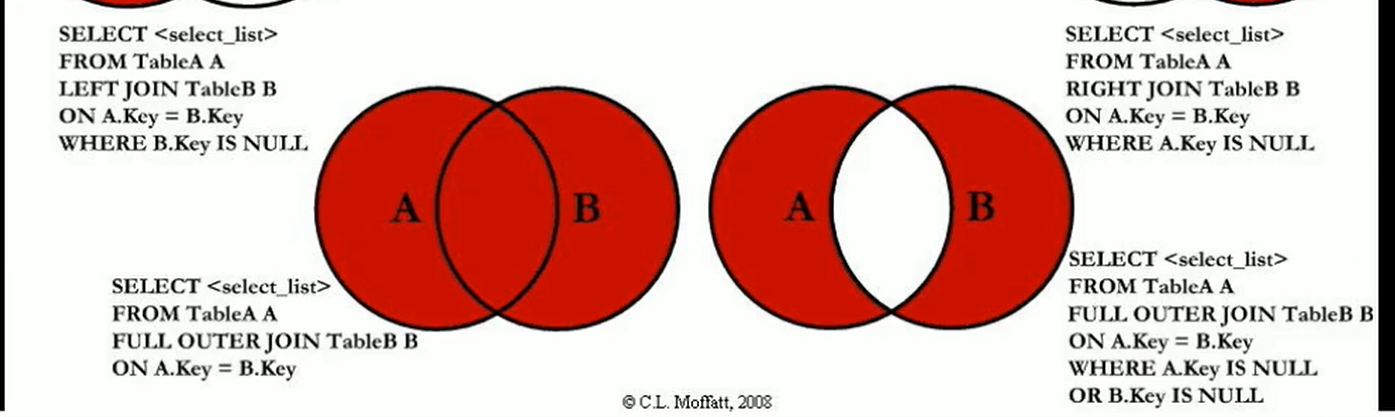 SELECT <select_list>
FROM TableA A
LEFT JOIN TableB B
ON A.Key = B.Key
WHERE B.Key IS NULL
SELECT <select_list>
FROM TableA A
RIGHT JOIN TableB B
ON A.Key = B.Key
WHERE A.Key IS NULL
A B
A B
SELECT <select_list>
FROM TableA A
FULL OUTER JOIN TableB B
ON A.Key = B.Key
SELECT <select_list>
FROM TableA A
FULL OUTER JOIN TableB B
ON A.Key = B.Key
WHERE A.Key IS NULL
OR B.Key IS NULL
© C.L. Moffatt, 2008